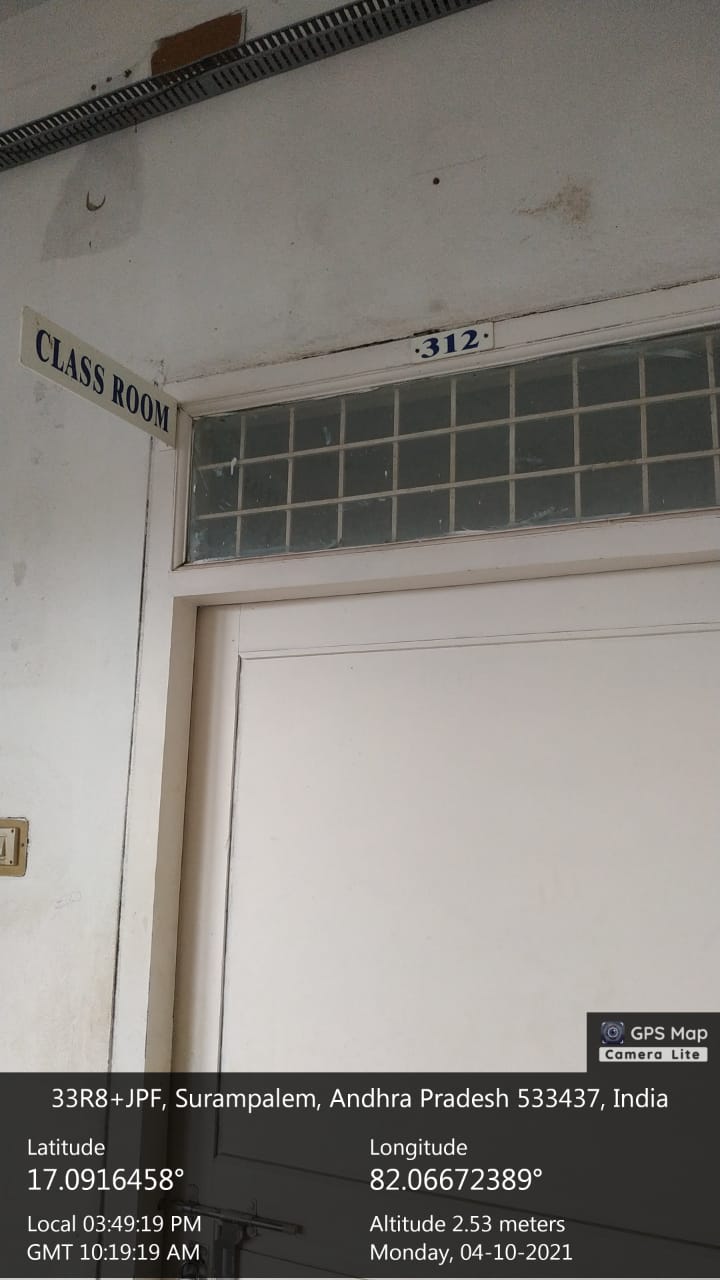 CLASS ROOM
·312·
GPS Map
Camera Lite
33R8+JPF, Surampalem, Andhra Pradesh 533437, India
Latitude
17.0916458°
Longitude
82.06672389°
Local 03:49:19 PM
GMT 10:19:19 AM
Altitude 2.53 meters
Monday, 04-10-2021